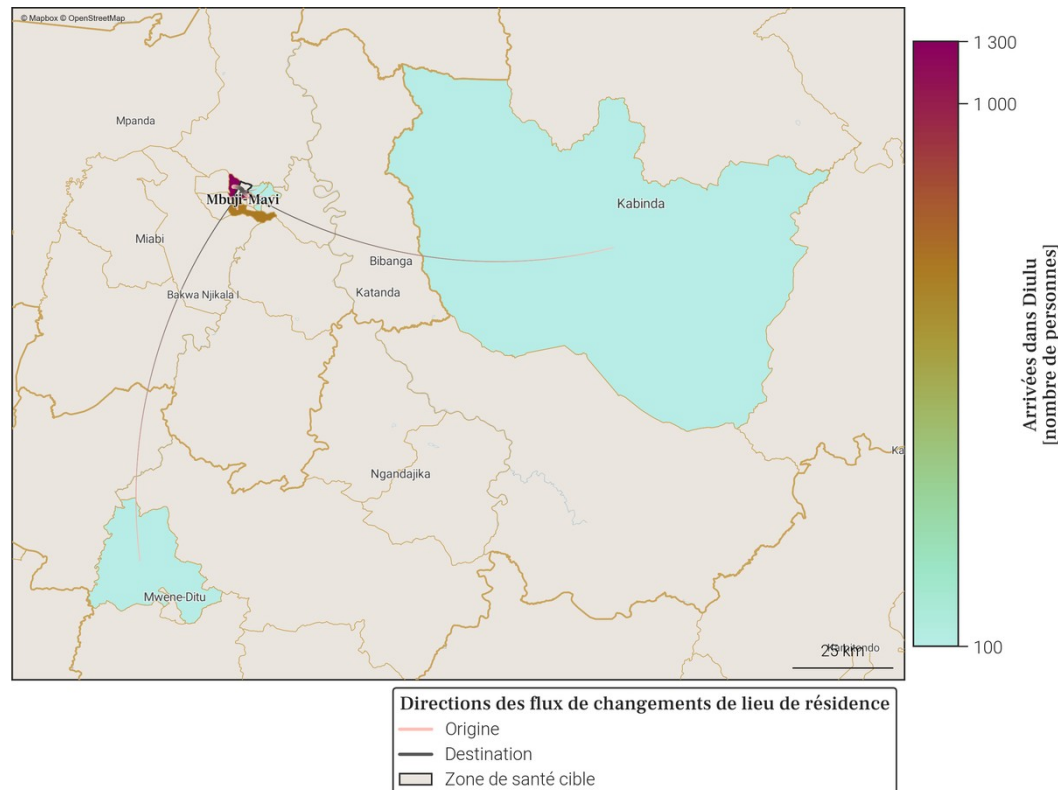 © Mapbox © OpenStreetMap
Mpanda
Mbuji-Mayi
Kabinda
Miabi
Bibanga
Bakwa Njikala I
Katanda
Ngandajika
Ka
Mwene-Ditu
25 km
1 300
1 000
100
Arrivées dans Diulu
[nombre de personnes]
Directions des flux de changements de lieu de résidence
Origine
Destination
Zone de santé cible